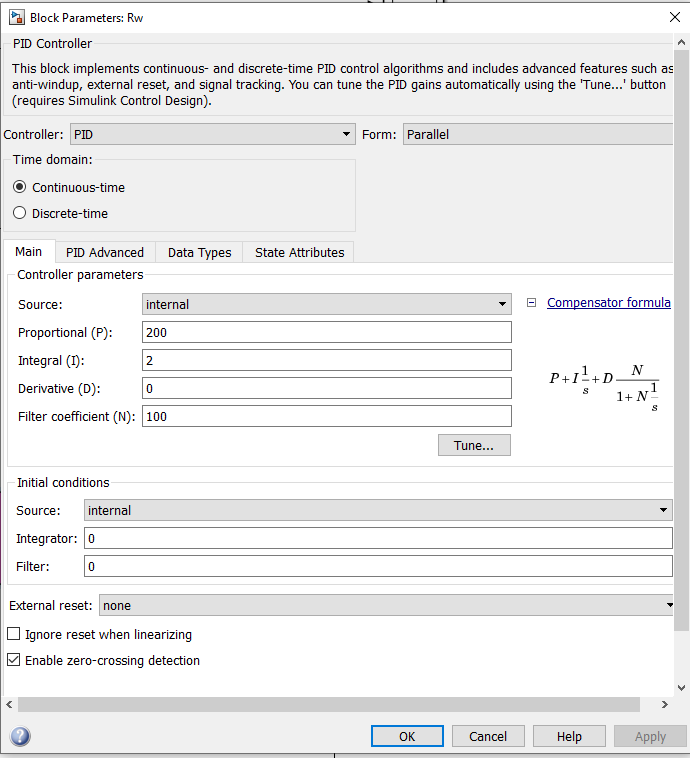 Block Parameters: Rw
PID Controller
This block implements continuous- and discrete-time PID control algorithms and includes advanced features such as
anti-windup, external reset, and signal tracking. You can tune the PID gains automatically using the 'Tune...' button
(requires Simulink Control Design).
Controller: PID Form: Parallel
Time domain:
Continuous-time
Discrete-time
Main PID Advanced Data Types State Attributes
Controller parameters
Source: internal Compensator formula
Proportional (P): 200
Integral (I): 2
P + I 1/s + D N/(1 + N 1/s)
Derivative (D): 0
Filter coefficient (N): 100
Tune...
Initial conditions
Source: internal
Integrator: 0
Filter: 0
External reset: none
Ignore reset when linearizing
Enable zero-crossing detection
OK Cancel Help Apply